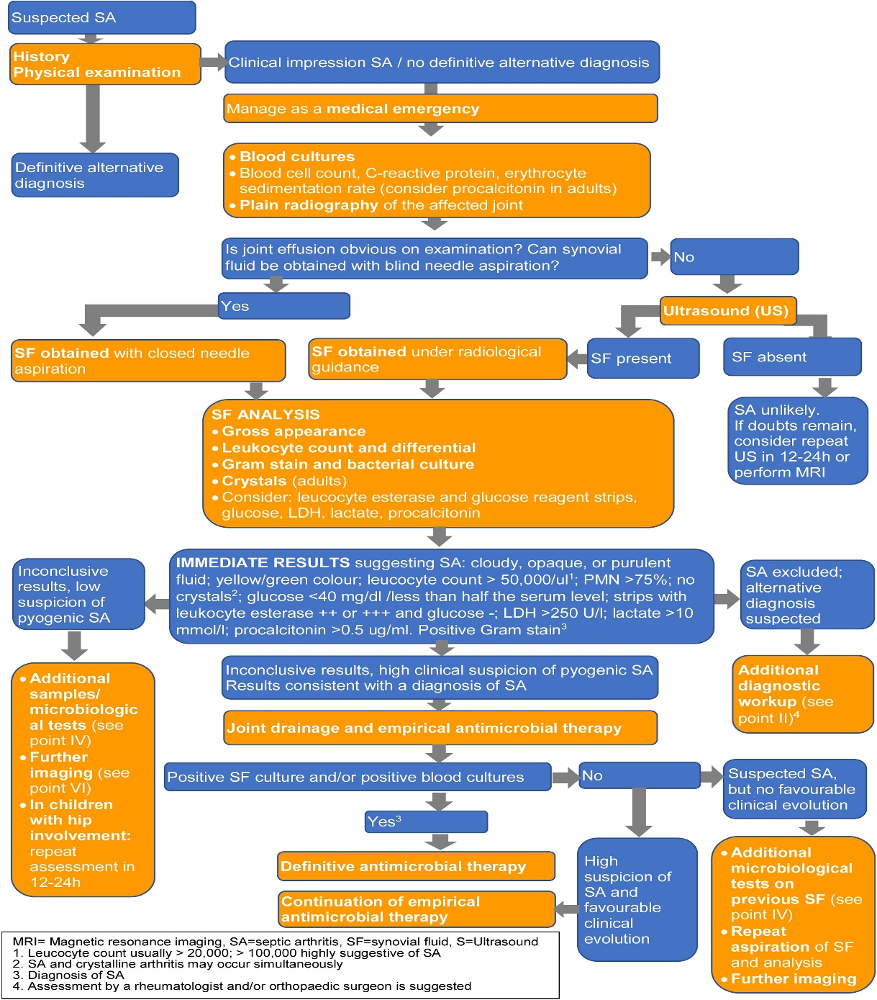 Suspected SA
History
Physical examination
Clinical impression SA / no definitive alternative diagnosis
Manage as a medical emergency
Definitive alternative
diagnosis
• Blood cultures
• Blood cell count, C-reactive protein, erythrocyte
sedimentation rate (consider procalcitonin in adults)
• Plain radiography of the affected joint
Is joint effusion obvious on examination? Can synovial
fluid be obtained with blind needle aspiration?
No
Yes
Ultrasound (US)
SF obtained with closed needle
aspiration
SF obtained under radiological
guidance
SF present
SF absent
SA unlikely.
If doubts remain,
consider repeat
US in 12-24h or
perform MRI
SF ANALYSIS
• Gross appearance
• Leukocyte count and differential
• Gram stain and bacterial culture
• Crystals (adults)
• Consider: leucocyte esterase and glucose reagent strips,
glucose, LDH, lactate, procalcitonin
Inconclusive
results, low
suspicion of
pyogenic SA
IMMEDIATE RESULTS suggesting SA: cloudy, opaque, or purulent
fluid; yellow/green colour; leucocyte count > 50,000/ul¹; PMN >75%; no
crystals²; glucose <40 mg/dl /less than half the serum level; strips with
leukocyte esterase ++ or +++ and glucose -; LDH >250 U/l; lactate >10
mmol/l; procalcitonin >0.5 ug/ml. Positive Gram stain³
SA excluded;
alternative
diagnosis
suspected
• Additional
samples/
microbiologic
al tests (see
point IV)
• Further
imaging (see
point VI)
• In children
with hip
involvement:
repeat
assessment in
12-24h
Inconclusive results, high clinical suspicion of pyogenic SA
Results consistent with a diagnosis of SA
Additional
diagnostic
workup (see
point II)⁴
Joint drainage and empirical antimicrobial therapy
Positive SF culture and/or positive blood cultures
No
Suspected SA,
but no favourable
clinical evolution
Yes³
Definitive antimicrobial therapy
Continuation of empirical
antimicrobial therapy
High
suspicion of
SA and
favourable
clinical
evolution
• Additional
microbiological
tests on
previous SF (see
point IV)
• Repeat
aspiration of SF
and analysis
• Further imaging
MRI= Magnetic resonance imaging, SA=septic arthritis, SF=synovial fluid, S=Ultrasound
1. Leucocyte count usually > 20,000; > 100,000 highly suggestive of SA
2. SA and crystalline arthritis may occur simultaneously
3. Diagnosis of SA
4. Assessment by a rheumatologist and/or orthopaedic surgeon is suggested